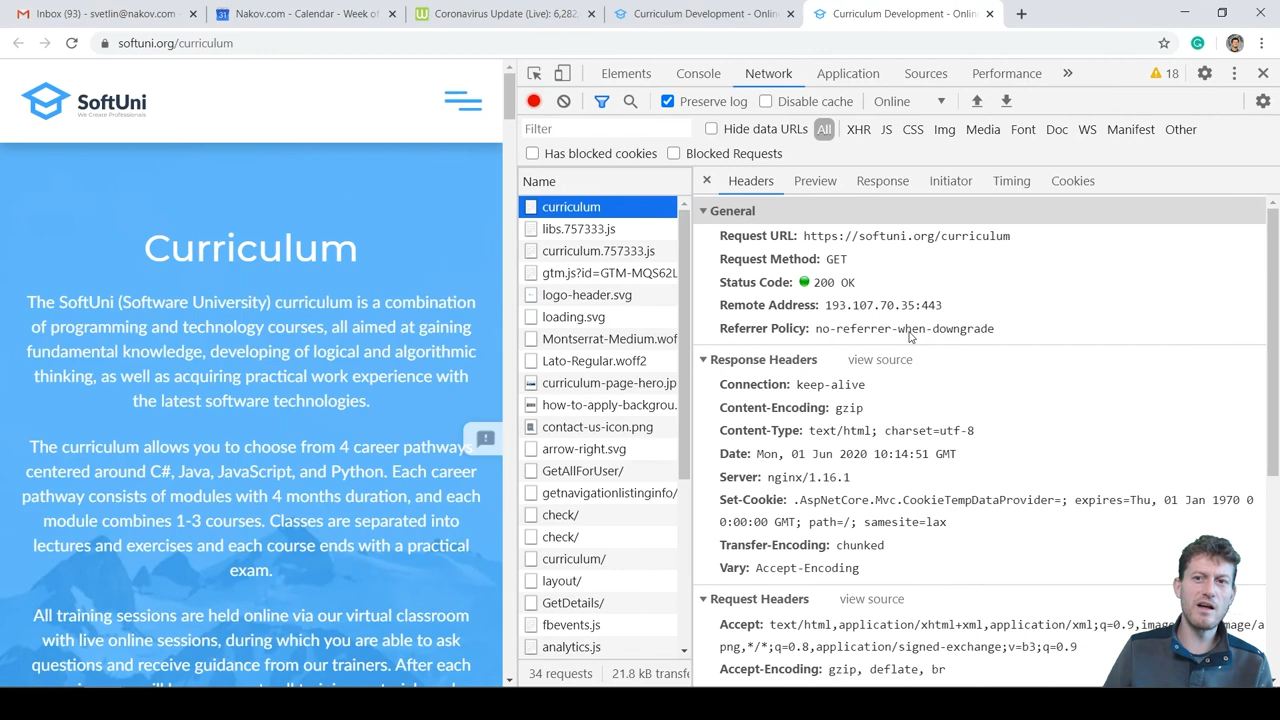 Inbox (93) - svetlin@nakov.com -
Nakov.com - Calendar - Week of
Coronavirus Update (Live): 6,282,
Curriculum Development - Onlin
Curriculum Development - Onlin
softuni.org/curriculum
SoftUni
We Create Professionals
Curriculum
The SoftUni (Software University) curriculum is a combination
of programming and technology courses, all aimed at gaining
fundamental knowledge, developing of logical and algorithmic
thinking, as well as acquiring practical work experience with
the latest software technologies.
The curriculum allows you to choose from 4 career pathways
centered around C#, Java, JavaScript, and Python. Each career
pathway consists of modules with 4 months duration, and each
module combines 1-3 courses. Classes are separated into
lectures and exercises and each course ends with a practical
exam.
All training sessions are held online via our virtual classroom
with live online sessions, during which you are able to ask
questions and receive guidance from our trainers. After each
Elements Console Network Application Sources Performance 18
Preserve log Disable cache Online
Filter Hide data URLs All XHR JS CSS Img Media Font Doc WS Manifest Other
Has blocked cookies Blocked Requests
Name
curriculum
libs.757333.js
curriculum.757333.js
gtm.js?id=GTM-MQS62L
logo-header.svg
loading.svg
Montserrat-Medium.wof
Lato-Regular.woff2
curriculum-page-hero.jp
how-to-apply-backgrou.
contact-us-icon.png
arrow-right.svg
GetAllForUser/
getnavigationlistinginfo/
check/
check/
curriculum/
layout/
GetDetails/
fbevents.js
analytics.js
34 requests 21.8 kB transfe
Headers Preview Response Initiator Timing Cookies
General
Request URL: https://softuni.org/curriculum
Request Method: GET
Status Code: 200 OK
Remote Address: 193.107.70.35:443
Referrer Policy: no-referrer-when-downgrade
Response Headers view source
Connection: keep-alive
Content-Encoding: gzip
Content-Type: text/html; charset=utf-8
Date: Mon, 01 Jun 2020 10:14:51 GMT
Server: nginx/1.16.1
Set-Cookie: .AspNetCore.Mvc.CookieTempDataProvider=; expires=Thu, 01 Jan 1970 0
0:00:00 GMT; path=/; samesite=lax
Transfer-Encoding: chunked
Vary: Accept-Encoding
Request Headers view source
Accept: text/html,application/xhtml+xml,application/xml;q=0.9,im
png,*/*;q=0.8,application/signed-exchange;v=b3;q=0.9
Accept-Encoding: gzip, deflate, br